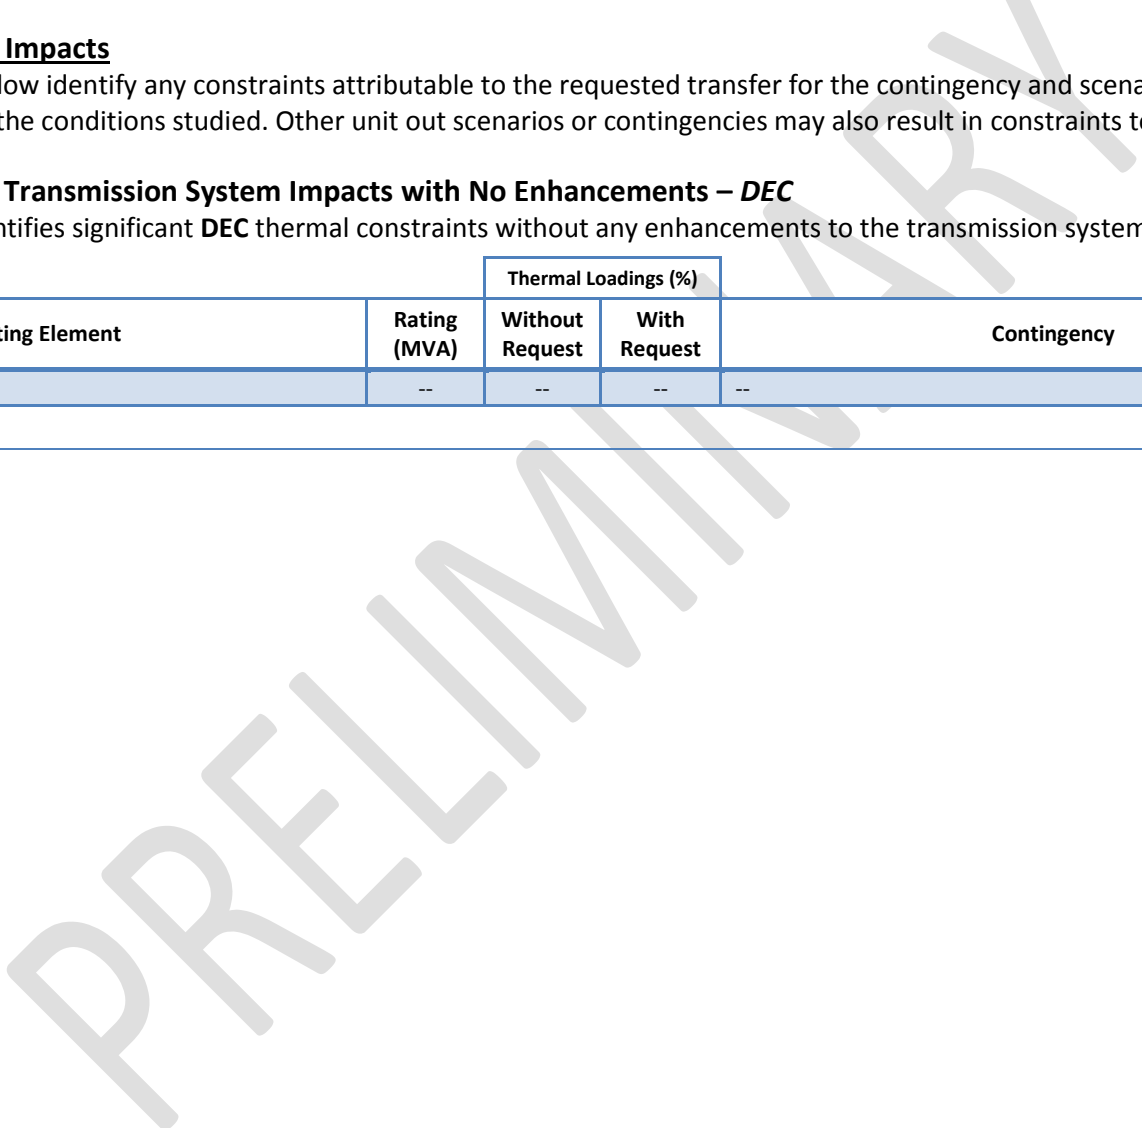 Impacts
low identify any constraints attributable to the requested transfer for the contingency and scena
the conditions studied. Other unit out scenarios or contingencies may also result in constraints to
Transmission System Impacts with No Enhancements – DEC
ntifies significant DEC thermal constraints without any enhancements to the transmission system
Thermal Loadings (%)
ting Element
Rating
(MVA)
Without
Request
With
Request
Contingency
-- -- -- --
PRELIMINARY